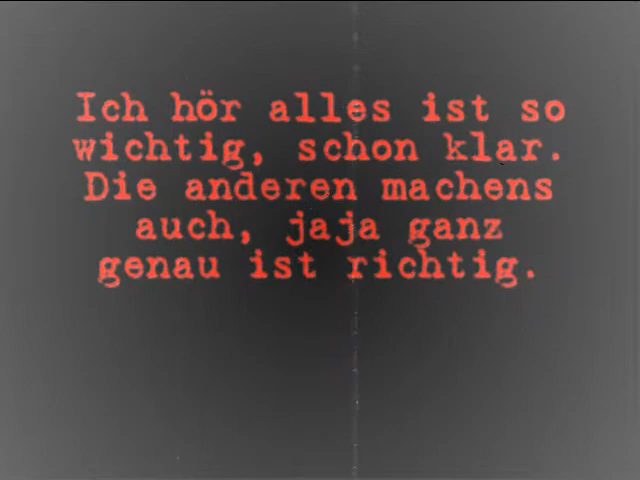 Ich hör alles ist so
wichtig, schon klar.
Die anderen machens
auch, jaja ganz
genau ist richtig.